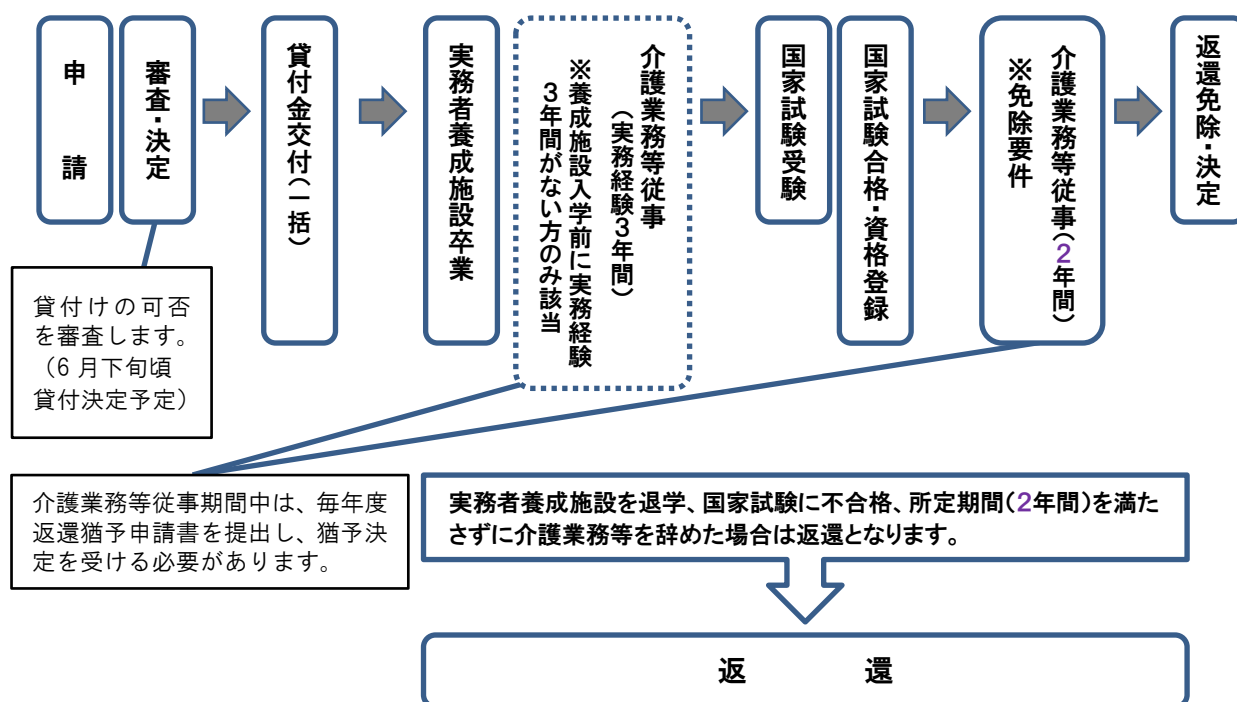 申請
審査・決定
貸付金交付(一括)
実務者養成施設卒業
介護業務等従事
(実務経験3年間)
※養成施設入学前に実務経験
3年間がない方のみ該当
国家試験受験
国家試験合格・資格登録
介護業務等従事(2年間)
※免除要件
返還免除・決定
貸付けの可否
を審査します。
(6月下旬頃
貸付決定予定)
介護業務等従事期間中は、毎年度
返還猶予申請書を提出し、猶予決
定を受ける必要があります。
実務者養成施設を退学、国家試験に不合格、所定期間(2年間)を満た
さずに介護業務等を辞めた場合は返還となります。
返還